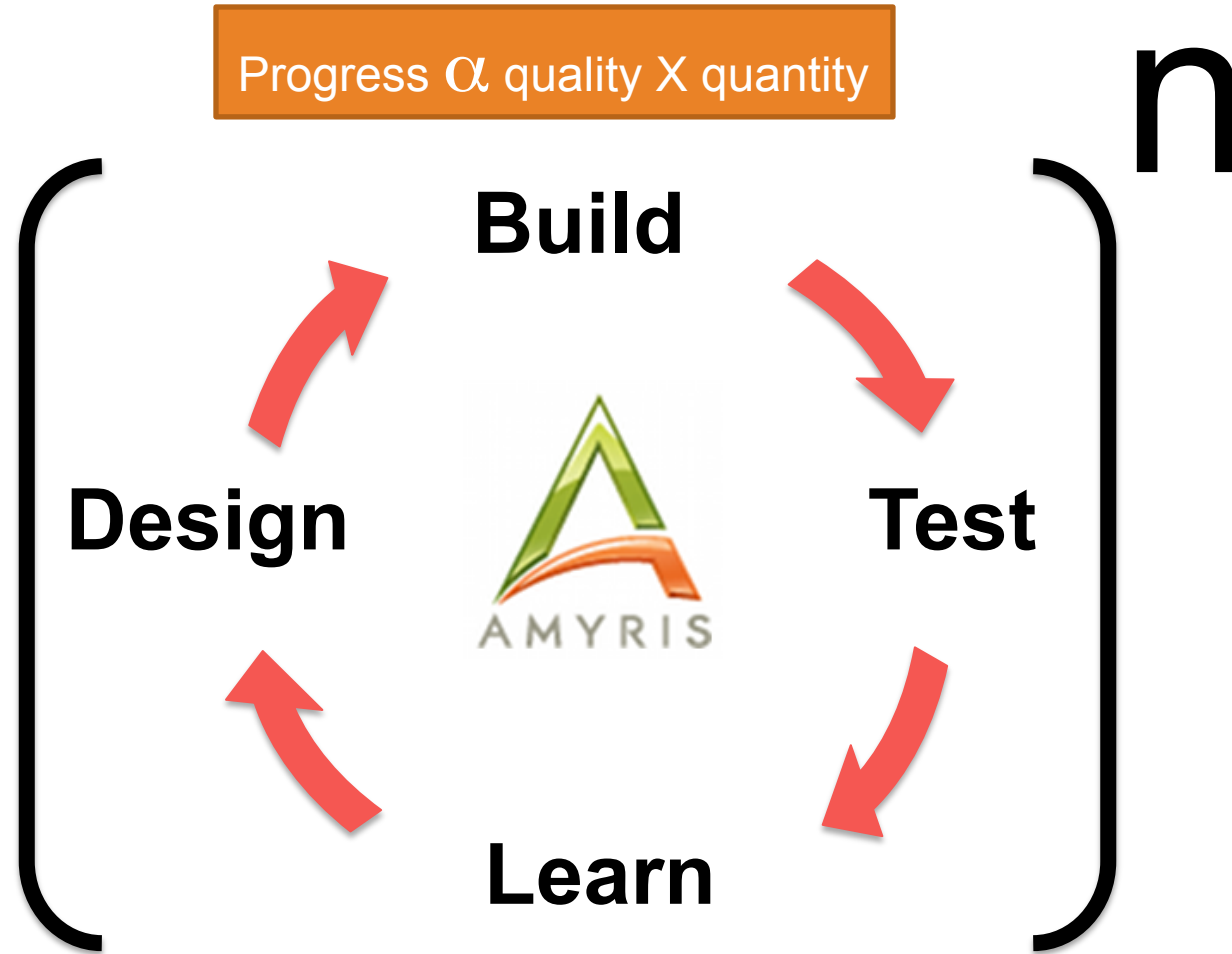 Progress α quality X quantity
n
Build
Design
Test
AMYRIS
Learn